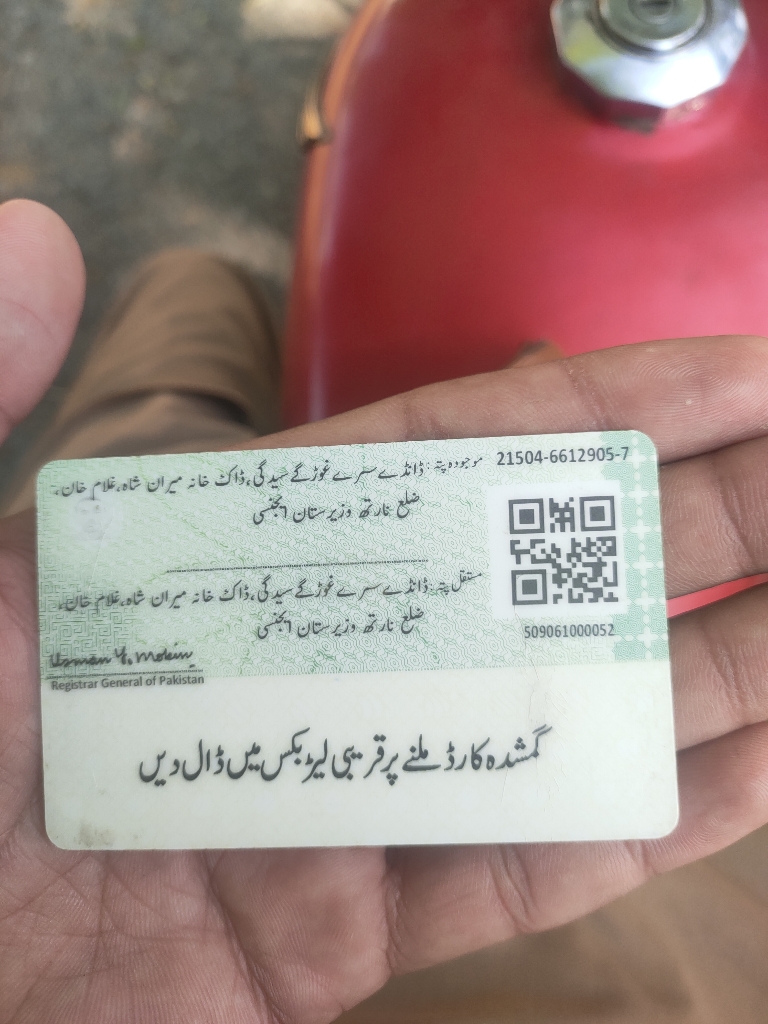 21504-6612905-7
موجودہ پتہ: ڈانڈے سرے غوڑگے سیدگی، ڈاک خانہ میران شاہ، غلام خان،
ضلع نارتھ وزیرستان ایجنسی
مستقل پتہ: ڈانڈے سرے غوڑگے سیدگی، ڈاک خانہ میران شاہ، غلام خان،
ضلع نارتھ وزیرستان ایجنسی
509061000052
Usman Y. Mobin
Registrar General of Pakistan
گمشدہ کارڈ ملنے پر قریبی لیٹر بکس میں ڈال دیں